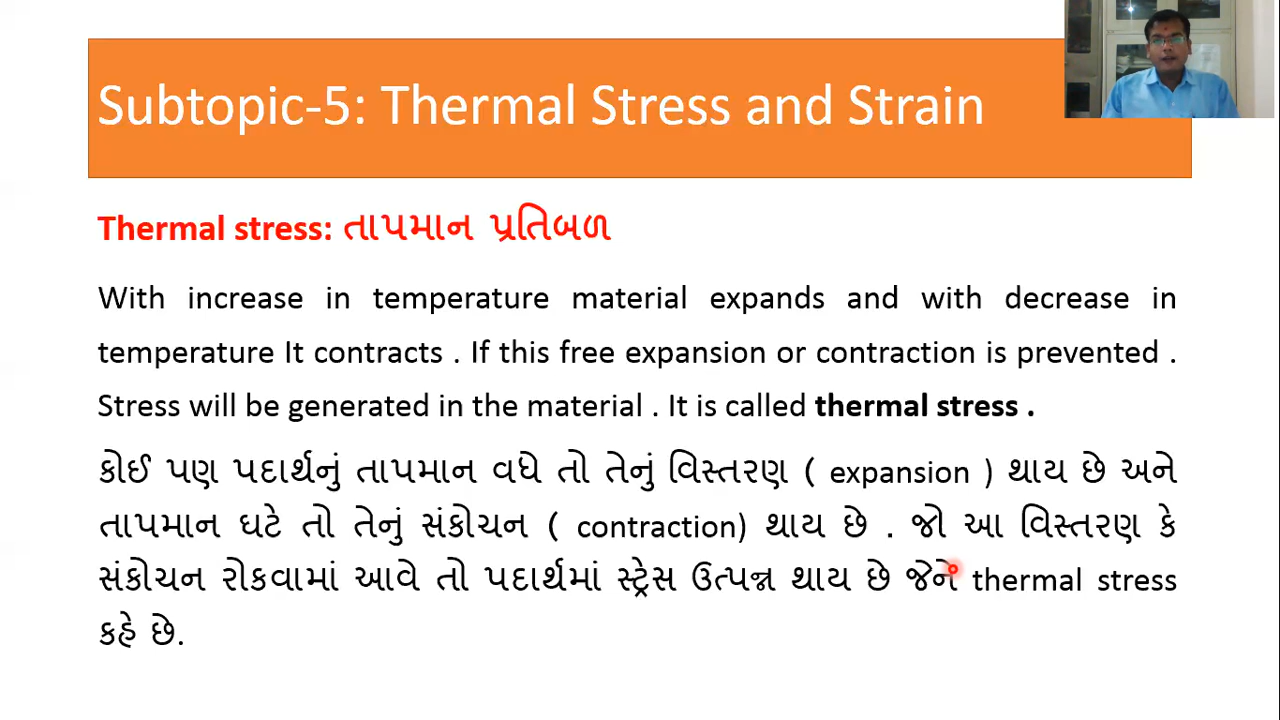 Subtopic-5: Thermal Stress and Strain
Thermal stress: તાપમાન પ્રતિબળ
With increase in temperature material expands and with decrease in
temperature It contracts . If this free expansion or contraction is prevented .
Stress will be generated in the material . It is called thermal stress .
કોઈ પણ પદાર્થનું તાપમાન વધે તો તેનું વિસ્તરણ ( expansion ) થાય છે અને
તાપમાન ઘટે તો તેનું સંકોચન ( contraction) થાય છે . જો આ વિસ્તરણ કે
સંકોચન રોકવામાં આવે તો પદાર્થમાં સ્ટ્રેસ ઉત્પન્ન થાય છે જેને thermal stress
કહે છે.